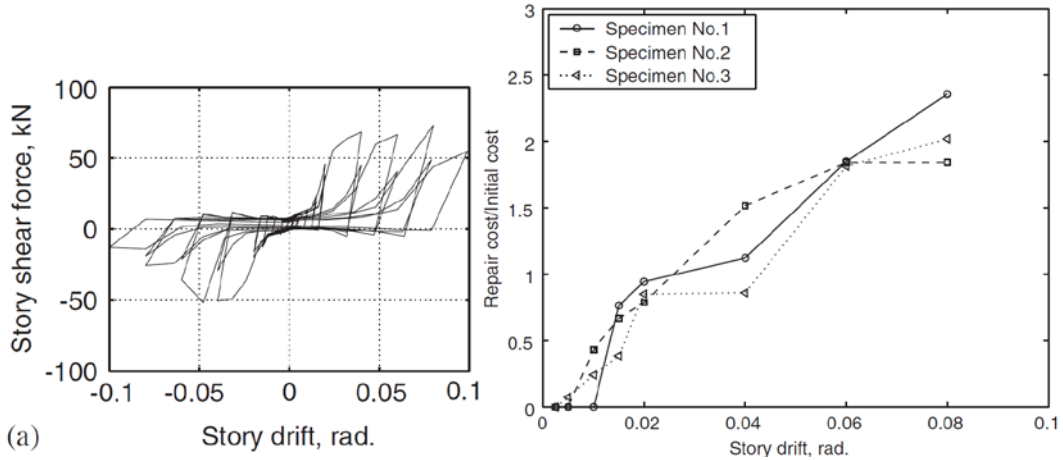 Story shear force, kN
100
50
0
-50
-100
-0.1
-0.05
0
0.05
0.1
Story drift, rad.
(a)
Specimen No.1
Specimen No.2
Specimen No.3
Repair cost/Initial cost
3
2.5
2
1.5
1
0.5
0
0.02
0.04
0.06
0.08
0.1
Story drift, rad.